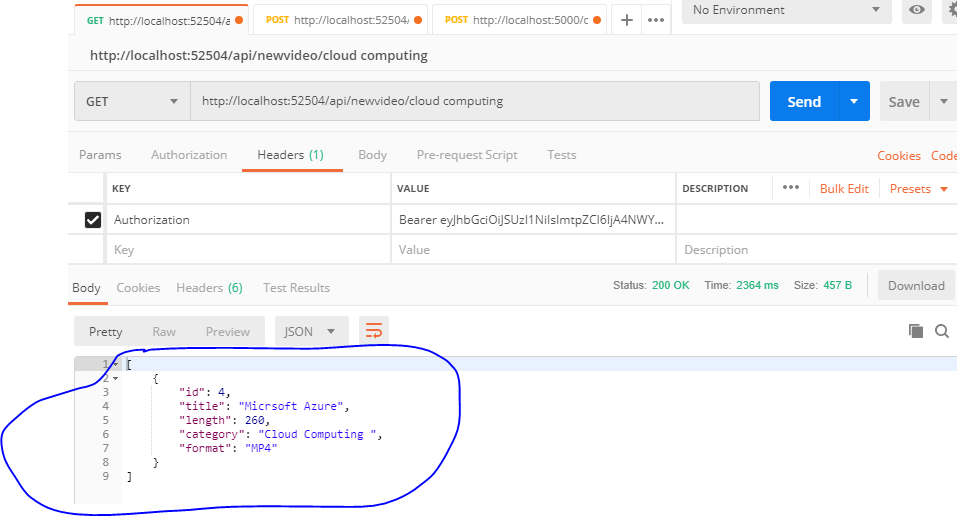 GET http://localhost:52504/a POST http://localhost:52504/ POST http://localhost:5000/c + ••• No Environment
http://localhost:52504/api/newvideo/cloud computing
GET http://localhost:52504/api/newvideo/cloud computing Send Save
Params Authorization Headers (1) Body Pre-request Script Tests Cookies Code
KEY VALUE DESCRIPTION ••• Bulk Edit Presets
Authorization Bearer eyJhbGciOiJSUzI1NiIsImtpZCI6IjA4NWY...
Key Value Description
Body Cookies Headers (6) Test Results Status: 200 OK Time: 2364 ms Size: 457 B Download
Pretty Raw Preview JSON
1 [
2 {
3 "id": 4,
4 "title": "Micrsoft Azure",
5 "length": 260,
6 "category": "Cloud Computing ",
7 "format": "MP4"
8 }
9 ]